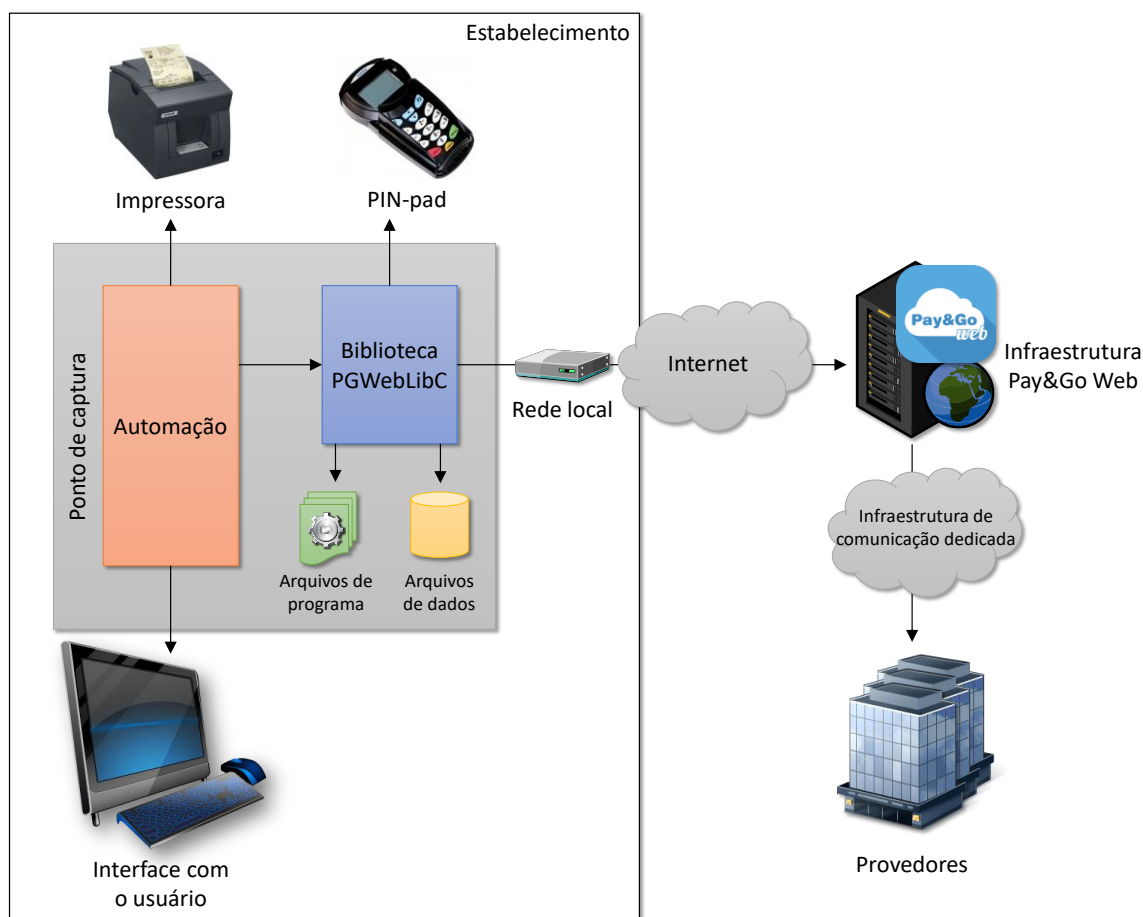 Estabelecimento
Impressora
PIN-pad
Ponto de captura
Automação
Biblioteca
PGWebLibC
Rede local
Internet
Pay&Go
web
Infraestrutura
Pay&Go Web
Arquivos de
programa
Arquivos
de dados
Infraestrutura de
comunicação dedicada
Interface com
o usuário
Provedores